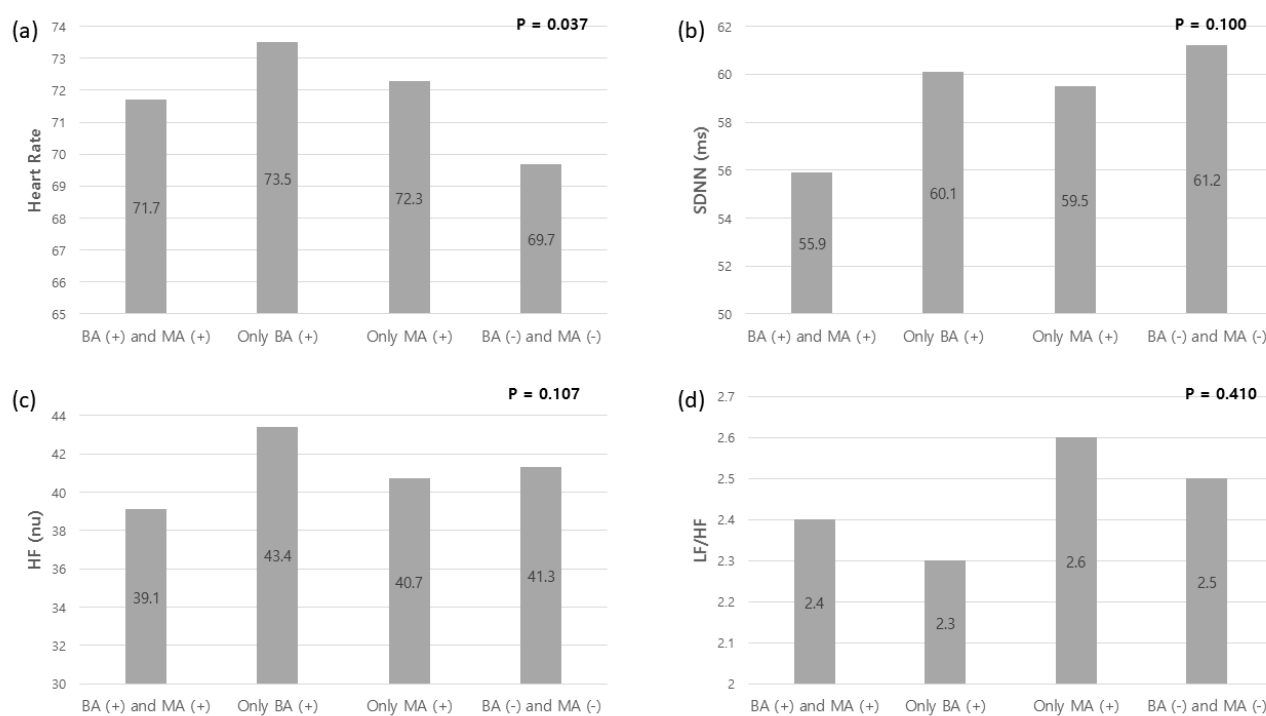 (a)
P = 0.037
Heart Rate
74
73
72
71
70
69
68
67
66
65
71.7
73.5
72.3
69.7
BA (+) and MA (+)
Only BA (+)
Only MA (+)
BA (-) and MA (-)
(b)
P = 0.100
SDNN (ms)
62
60
58
56
54
52
50
55.9
60.1
59.5
61.2
BA (+) and MA (+)
Only BA (+)
Only MA (+)
BA (-) and MA (-)
(c)
P = 0.107
HF (nu)
44
42
40
38
36
34
32
30
39.1
43.4
40.7
41.3
BA (+) and MA (+)
Only BA (+)
Only MA (+)
BA (-) and MA (-)
(d)
P = 0.410
LF/HF
2.7
2.6
2.5
2.4
2.3
2.2
2.1
2
2.4
2.3
2.6
2.5
BA (+) and MA (+)
Only BA (+)
Only MA (+)
BA (-) and MA (-)